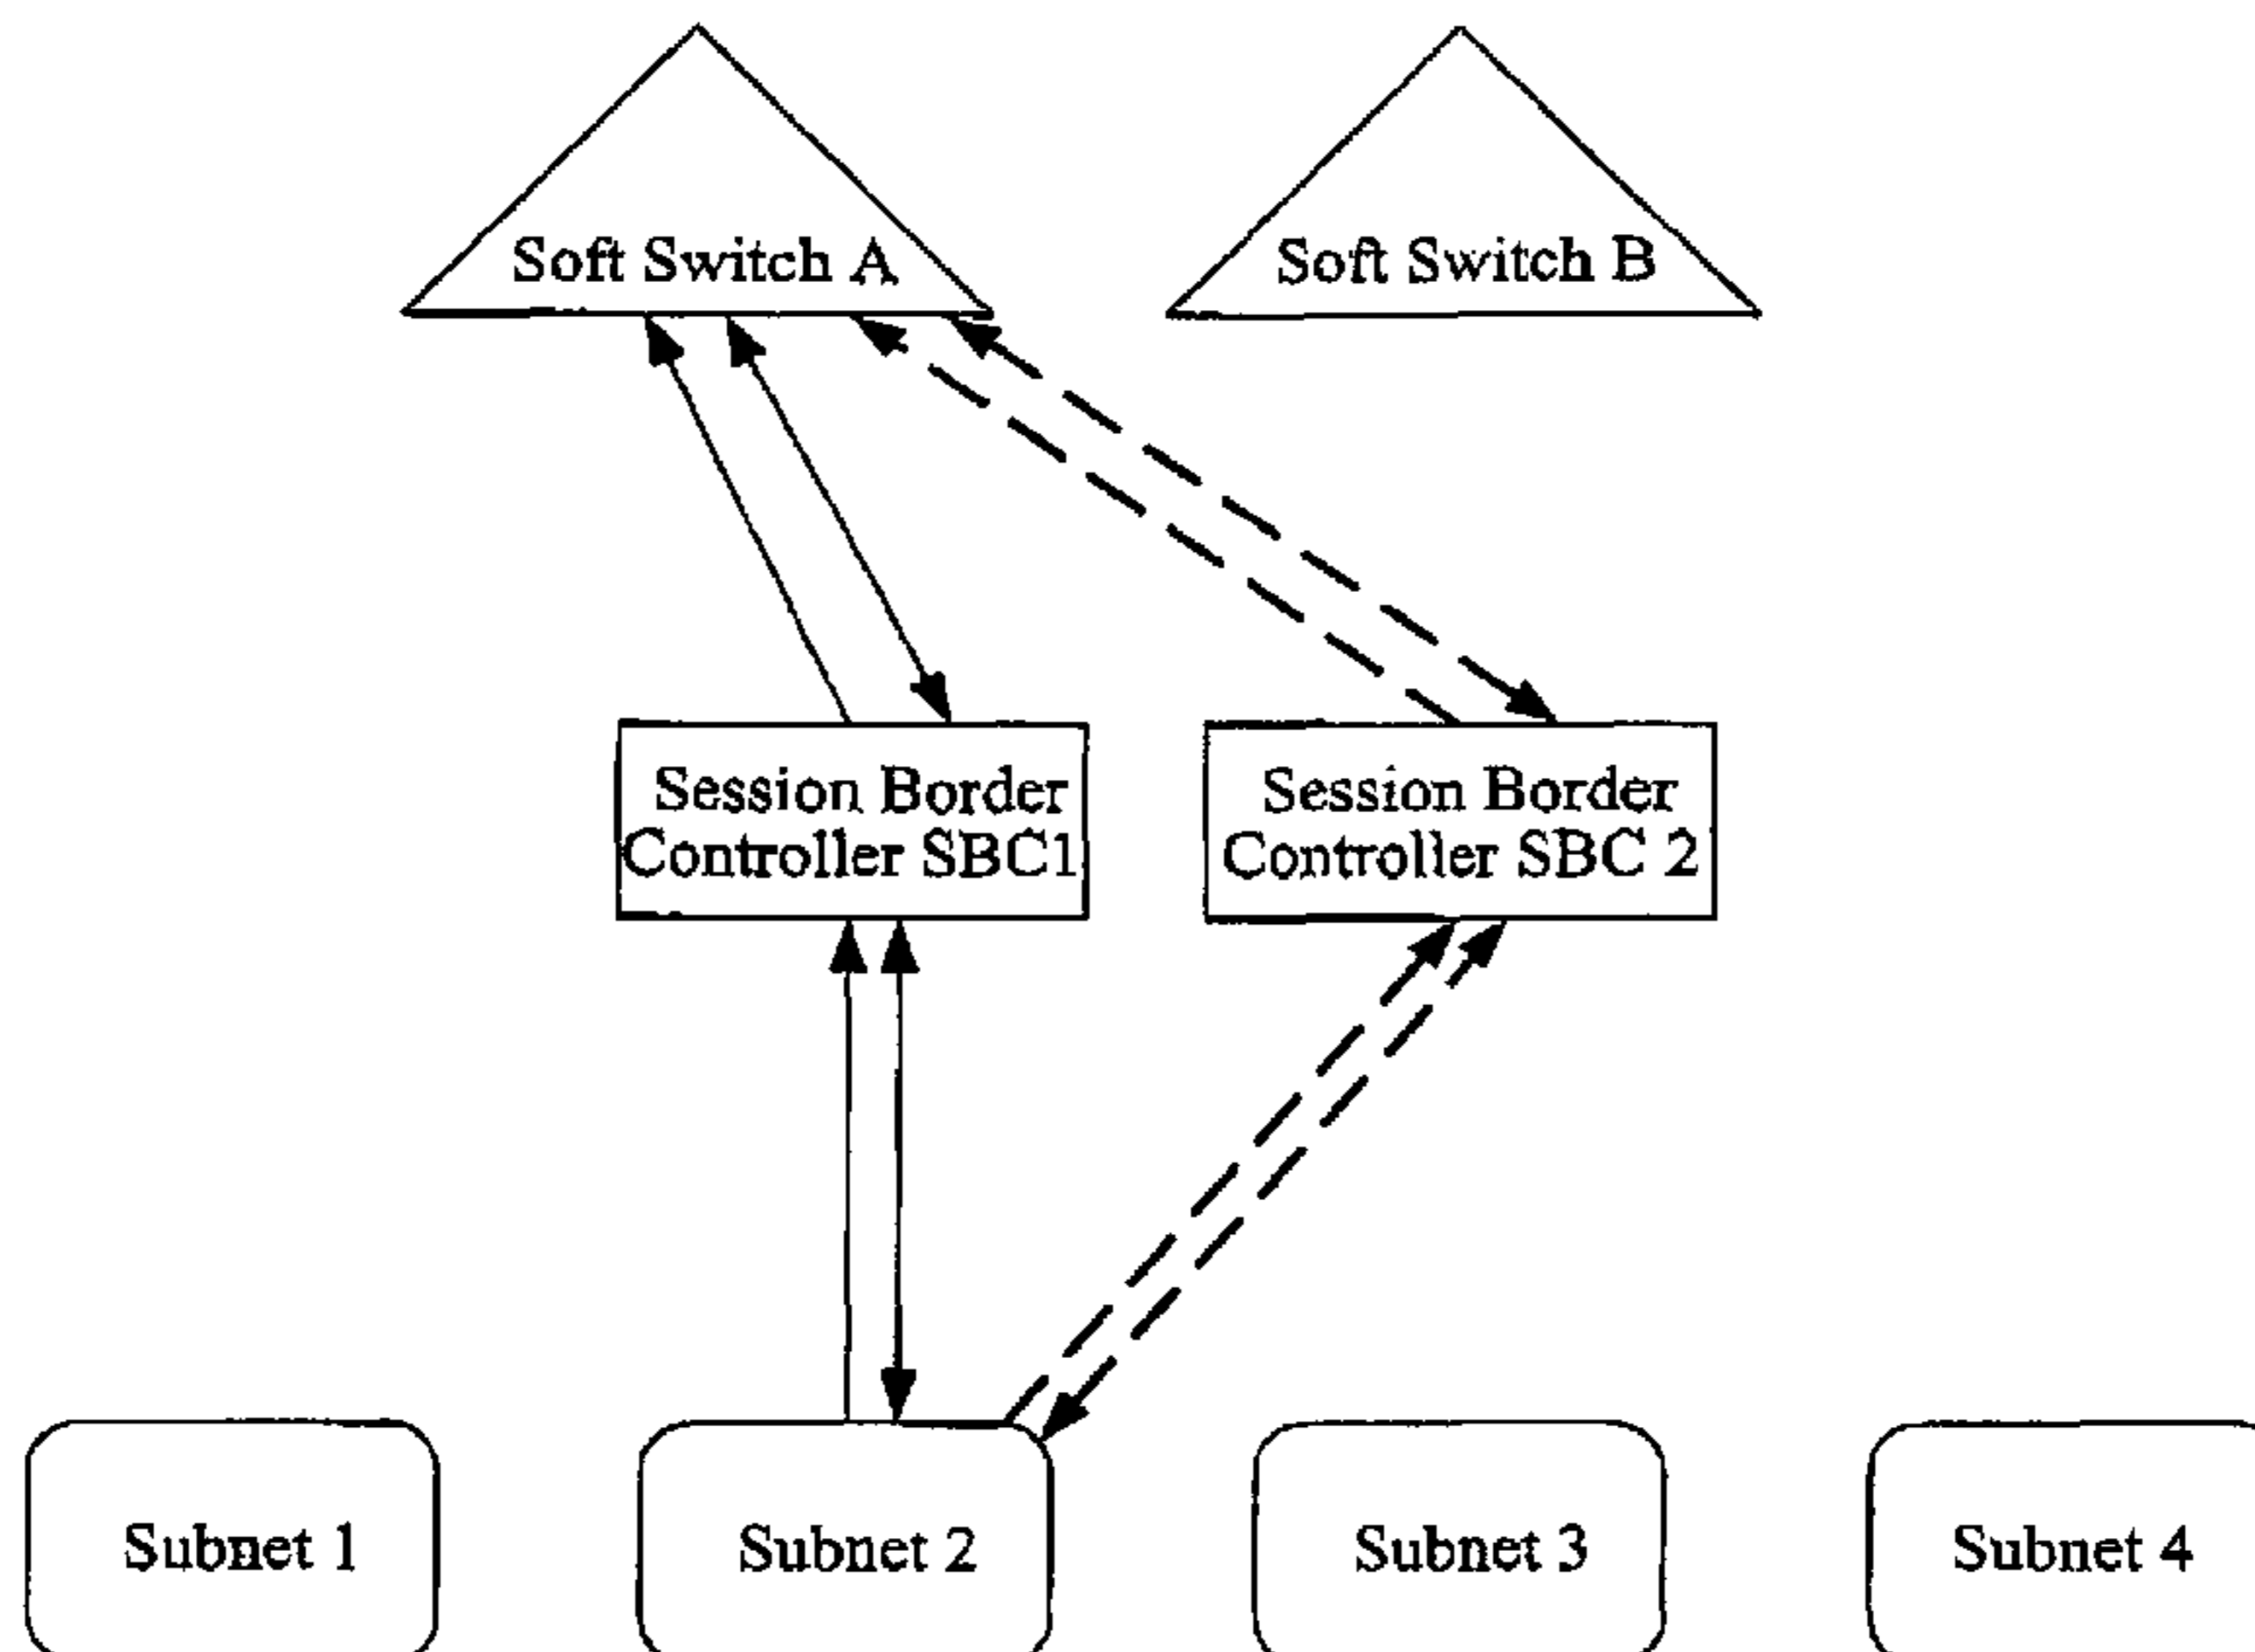 Soft Switch A
Soft Switch B
Session Border
Controller SBC1
Session Border
Controller SBC 2
Subnet 1
Subnet 2
Subnet 3
Subnet 4